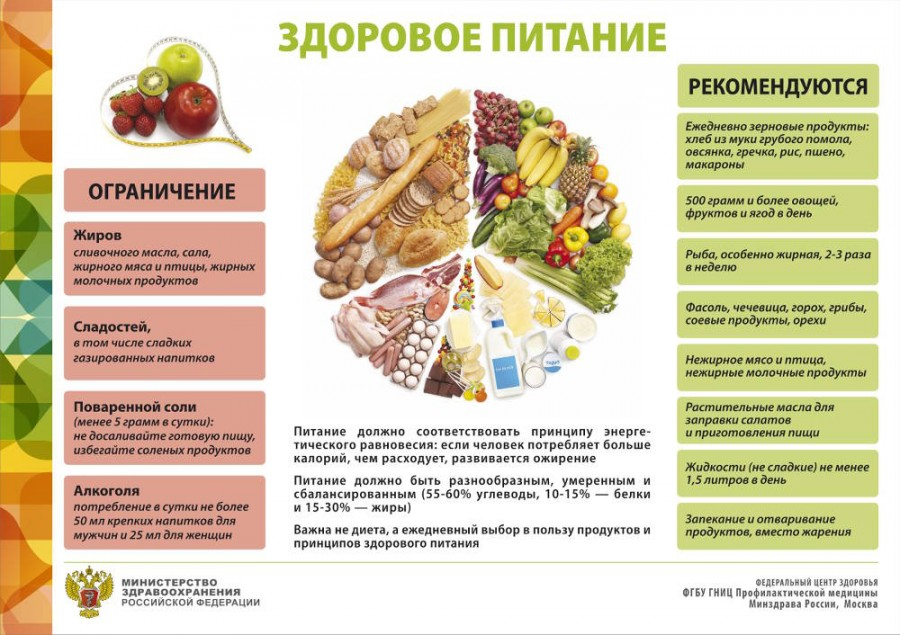 ЗДОРОВОЕ ПИТАНИЕ
ОГРАНИЧЕНИЕ
Жиров
сливочного масла, сала,
жирного мяса и птицы, жирных
молочных продуктов
Сладостей,
в том числе сладких
газированных напитков
Поваренной соли
(менее 5 грамм в сутки):
не досаливайте готовую пищу,
избегайте соленых продуктов
Алкоголя
потребление в сутки не более
50 мл крепких напитков для
мужчин и 25 мл для женщин
Питание должно соответствовать принципу энерге-
тического равновесия: если человек потребляет больше
калорий, чем расходует, развивается ожирение
Питание должно быть разнообразным, умеренным и
сбалансированным (55-60% углеводы, 10-15% — белки
и 15-30% — жиры)
Важна не диета, а ежедневный выбор в пользу продуктов и
принципов здорового питания
РЕКОМЕНДУЮТСЯ
Ежедневно зерновые продукты:
хлеб из муки грубого помола,
овсянка, гречка, рис, пшено,
макароны
500 грамм и более овощей,
фруктов и ягод в день
Рыба, особенно жирная, 2-3 раза
в неделю
Фасоль, чечевица, горох, грибы,
соевые продукты, орехи
Нежирное мясо и птица,
нежирные молочные продукты
Растительные масла для
заправки салатов
и приготовления пищи
Жидкости (не сладкие) не менее
1,5 литров в день
Запекание и отваривание
продуктов, вместо жарения
МИНИСТЕРСТВО
ЗДРАВООХРАНЕНИЯ
РОССИЙСКОЙ ФЕДЕРАЦИИ
ФЕДЕРАЛЬНЫЙ ЦЕНТР ЗДОРОВЬЯ
ФГБУ ГНИЦ Профилактической медицины
Минздрава России, Москва